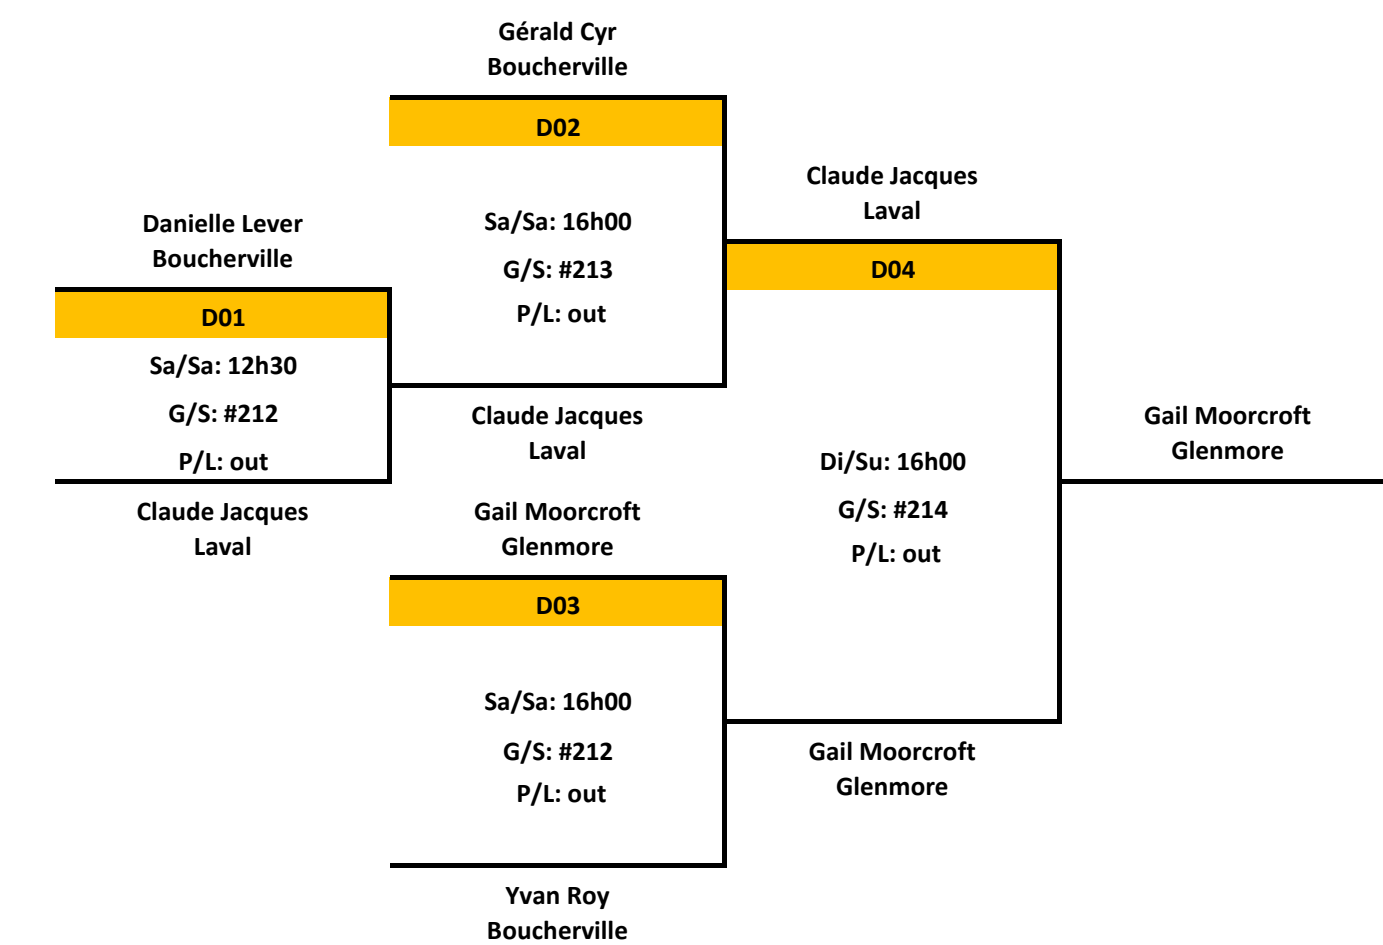 Gérald Cyr
Boucherville
D02
Sa/Sa: 16h00
G/S: #213
P/L: out
Danielle Lever
Boucherville
D01
Sa/Sa: 12h30
G/S: #212
P/L: out
Claude Jacques
Laval
Claude Jacques
Laval
Claude Jacques
Laval
D04
Di/Su: 16h00
G/S: #214
P/L: out
Gail Moorcroft
Glenmore
Gail Moorcroft
Glenmore
D03
Sa/Sa: 16h00
G/S: #212
P/L: out
Gail Moorcroft
Glenmore
Yvan Roy
Boucherville